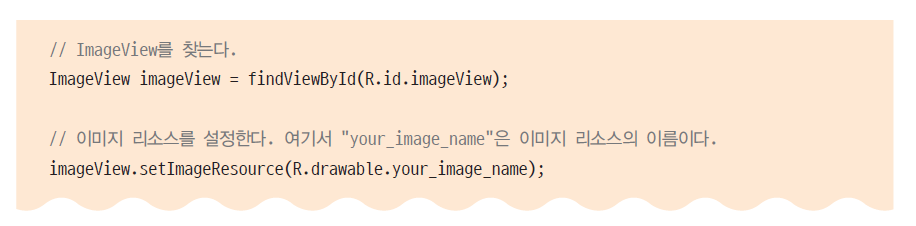 // ImageView를 찾는다.
ImageView imageView = findViewById(R.id.imageView);
// 이미지 리소스를 설정한다. 여기서 "your_image_name"은 이미지 리소스의 이름이다.
imageView.setImageResource(R.drawable.your_image_name);